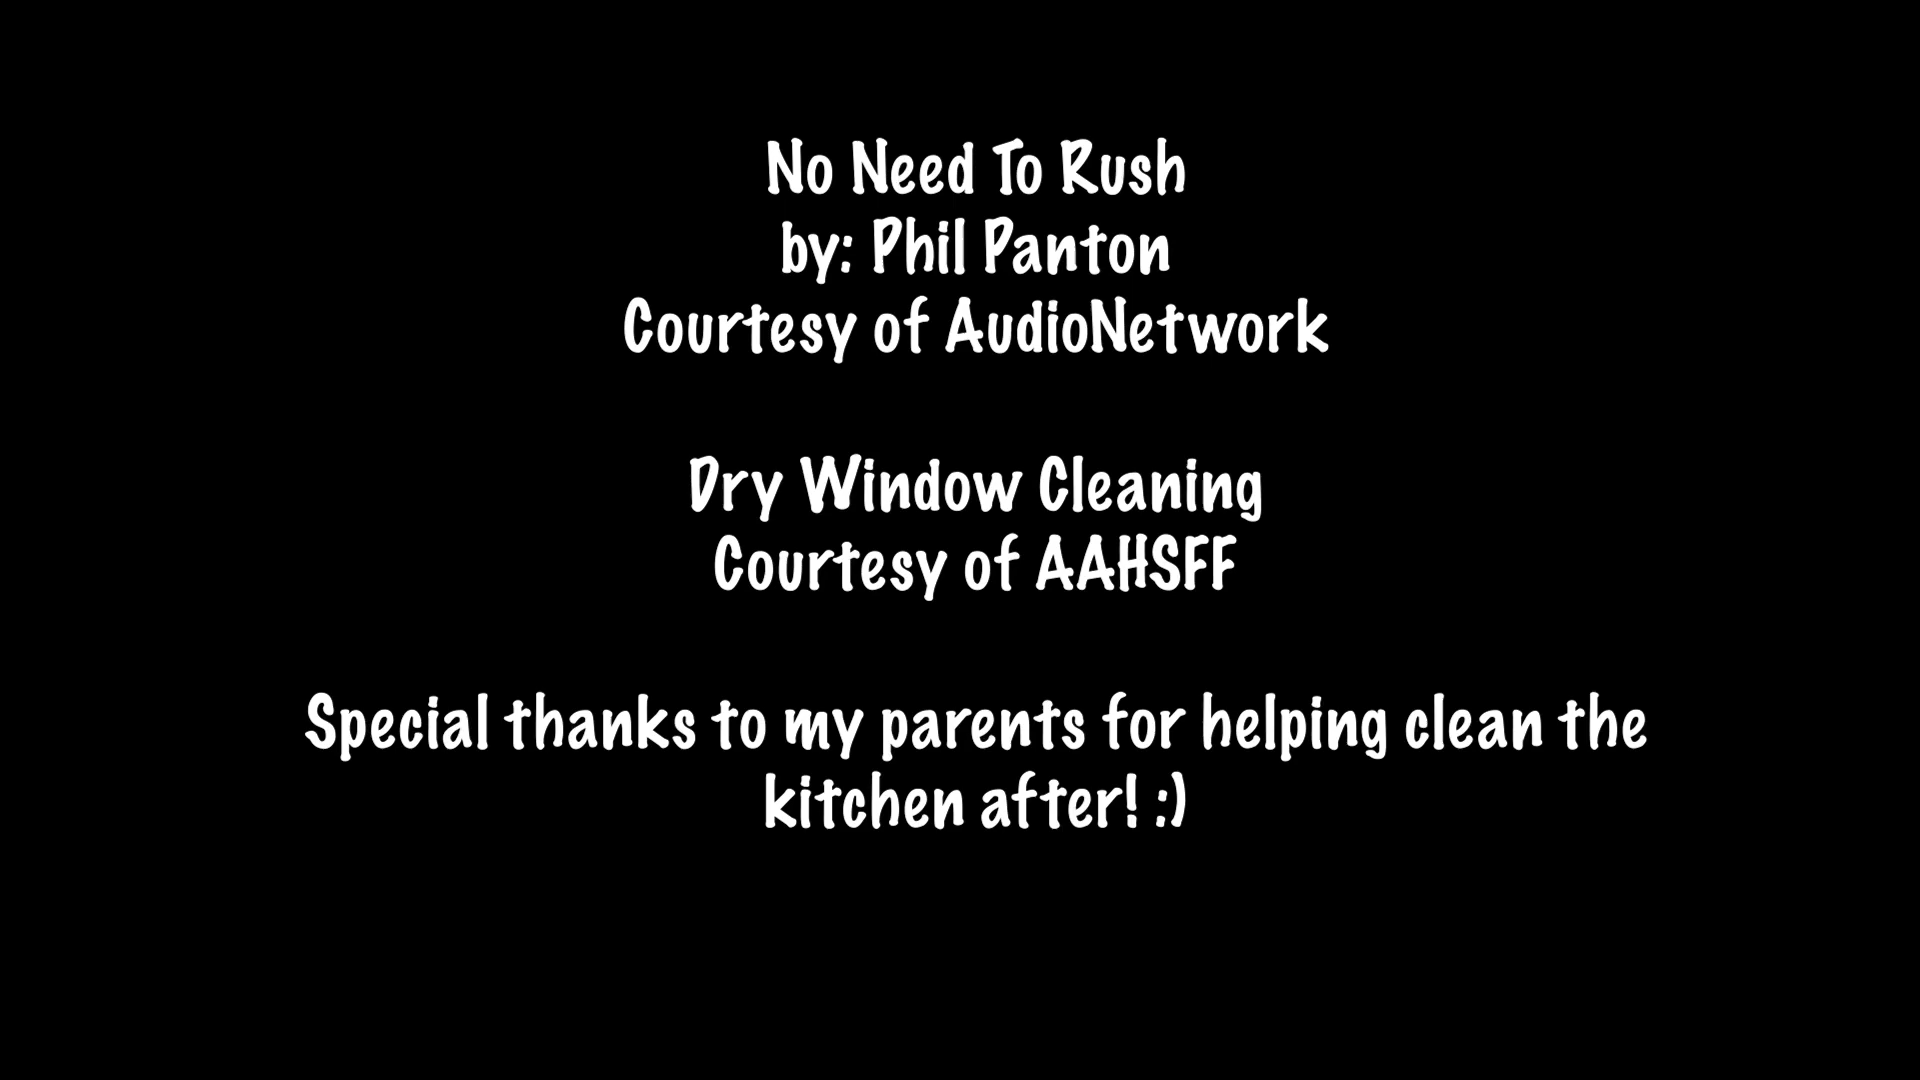 No Need To Rush
by: Phil Panton
Courtesy of AudioNetwork
Dry Window Cleaning
Courtesy of AAHSFF
Special thanks to my parents for helping clean the
kitchen after! :)